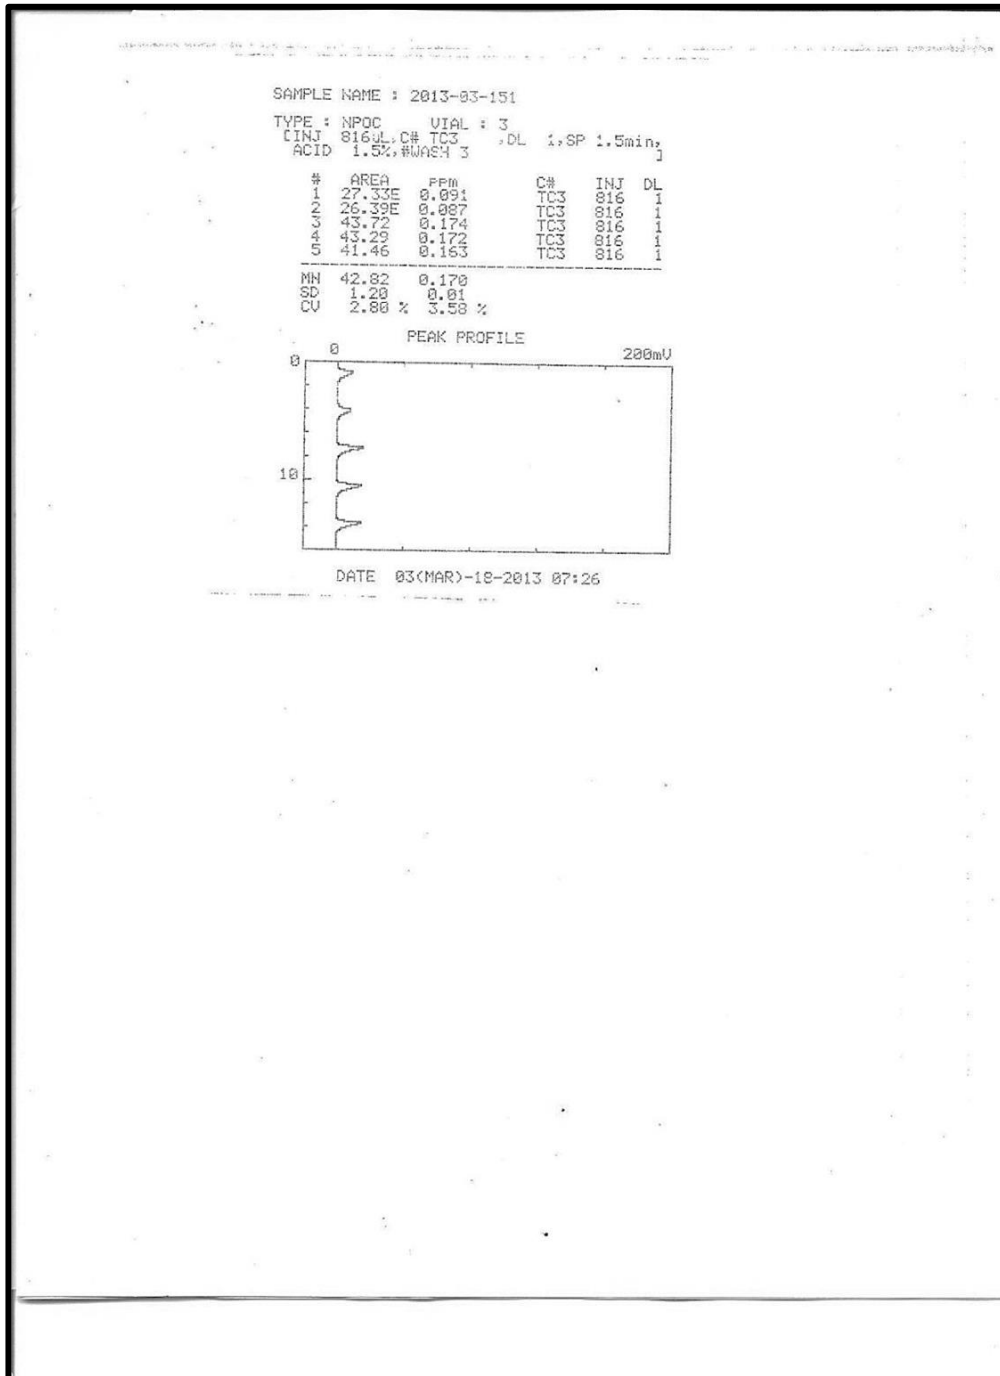 SAMPLE NAME : 2013-03-151
TYPE : NPOC VIAL : 3
[INJ 816uL,C# TC3 ,DL 1,SP 1.5min,
ACID 1.5%,#WASH 3 ]
# AREA ppm C# INJ DL
1 27.33E 0.091 TC3 816 1
2 26.39E 0.087 TC3 816 1
3 43.72 0.174 TC3 816 1
4 43.29 0.172 TC3 816 1
5 41.46 0.163 TC3 816 1
MN 42.82 0.170
SD 1.20 0.01
CV 2.80 % 3.58 %
PEAK PROFILE
0 200mV
0
10
DATE 03(MAR)-18-2013 07:26